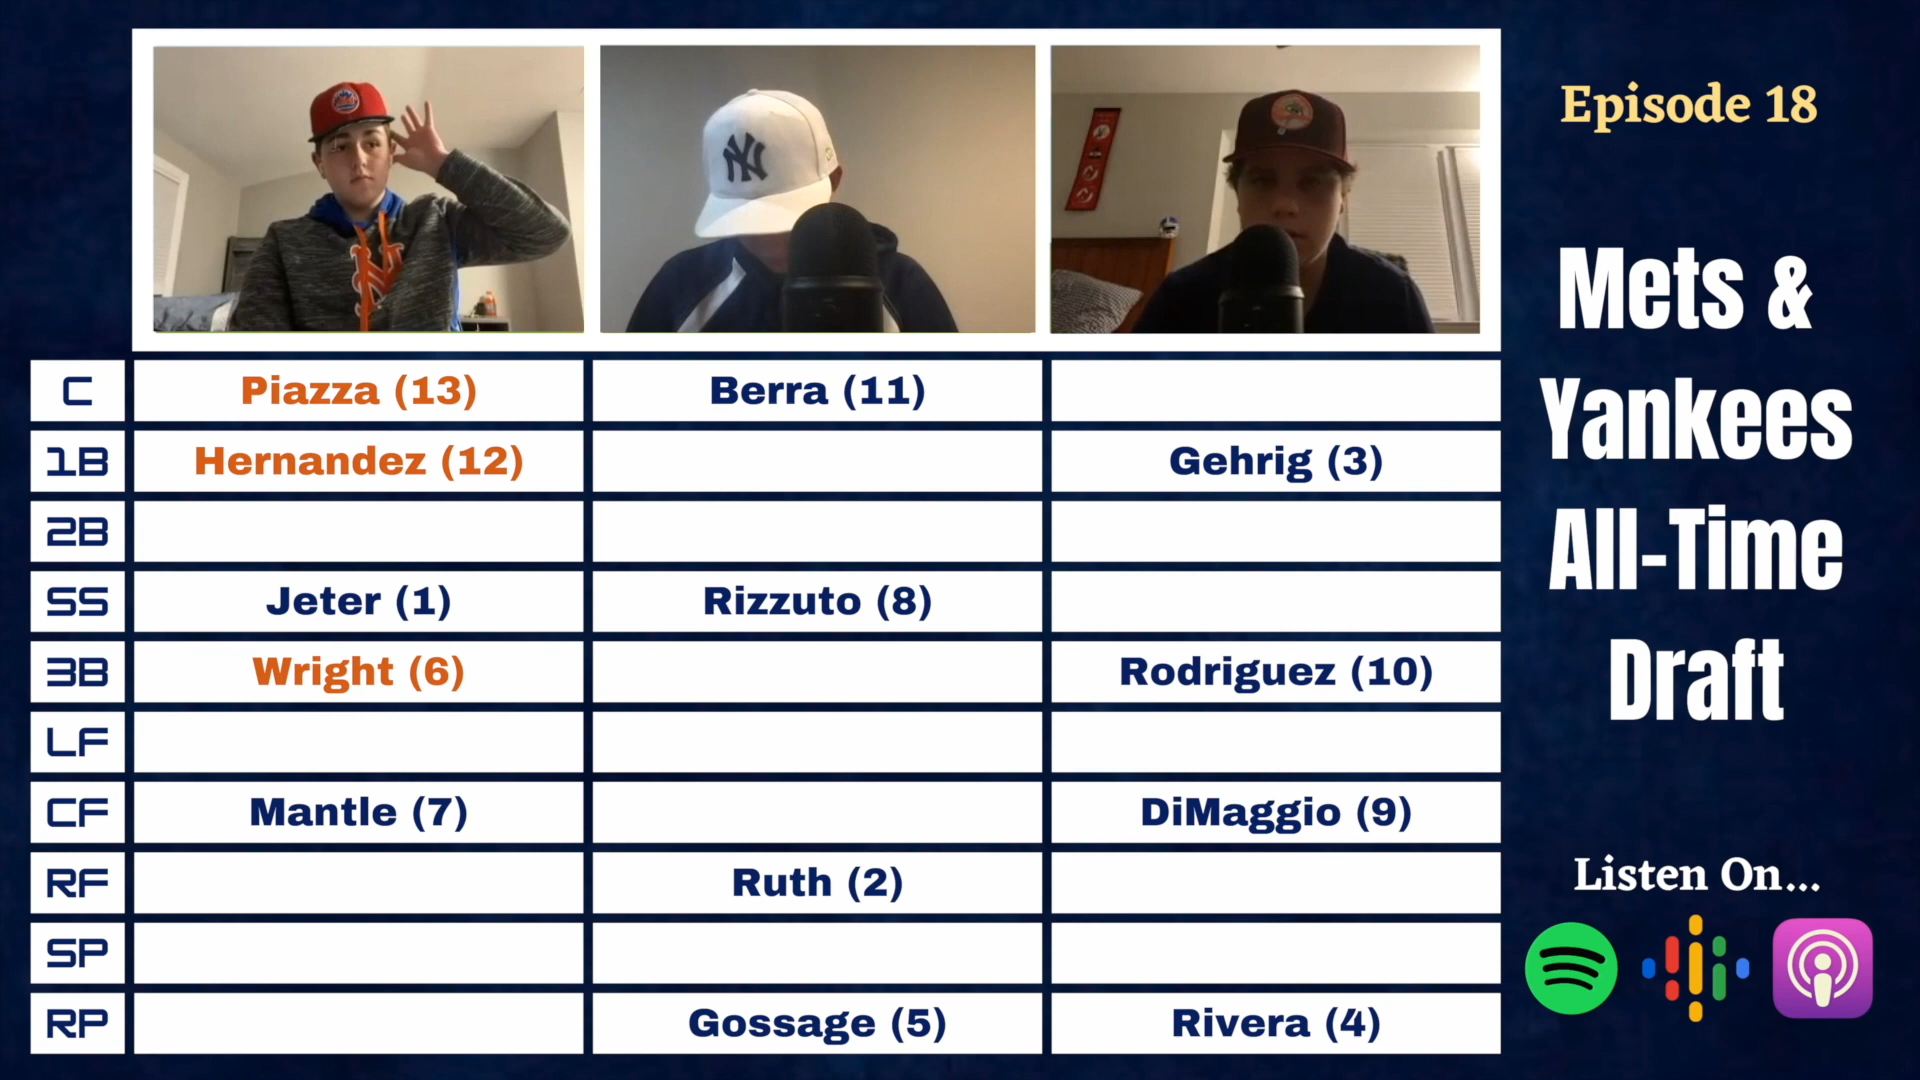 Episode 18
Mets &
Yankees
All-Time
Draft
NY
C Piazza (13) Berra (11)
1B Hernandez (12) Gehrig (3)
2B
SS Jeter (1) Rizzuto (8)
3B Wright (6) Rodriguez (10)
LF
CF Mantle (7) DiMaggio (9)
RF Ruth (2)
SP
RP Gossage (5) Rivera (4)
Listen On...